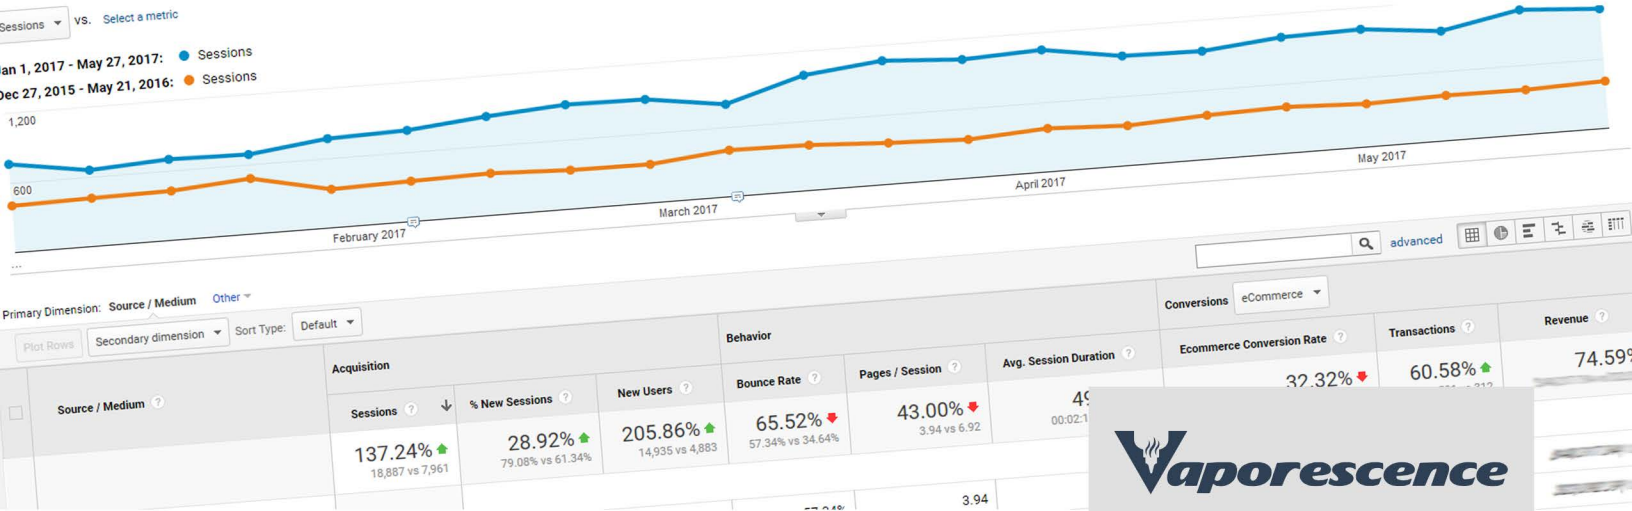 Sessions vs. Select a metric
Jan 1, 2017 - May 27, 2017: Sessions
Dec 27, 2015 - May 21, 2016: Sessions
1,200
600
February 2017 March 2017 April 2017 May 2017
...
advanced
Primary Dimension: Source / Medium Other
Plot Rows Secondary dimension Sort Type: Default
Acquisition Behavior Conversions eCommerce
Source / Medium ? Sessions ? % New Sessions ? New Users ? Bounce Rate ? Pages / Session ? Avg. Session Duration ? Ecommerce Conversion Rate ? Transactions ? Revenue ?
137.24% 28.92% 205.86% 65.52% 43.00% 32.32% 60.58% 74.59%
18,887 vs 7,961 79.08% vs 61.34% 14,935 vs 4,883 57.34% vs 34.64% 3.94 vs 6.92
57.34% 3.94
Vaporescence